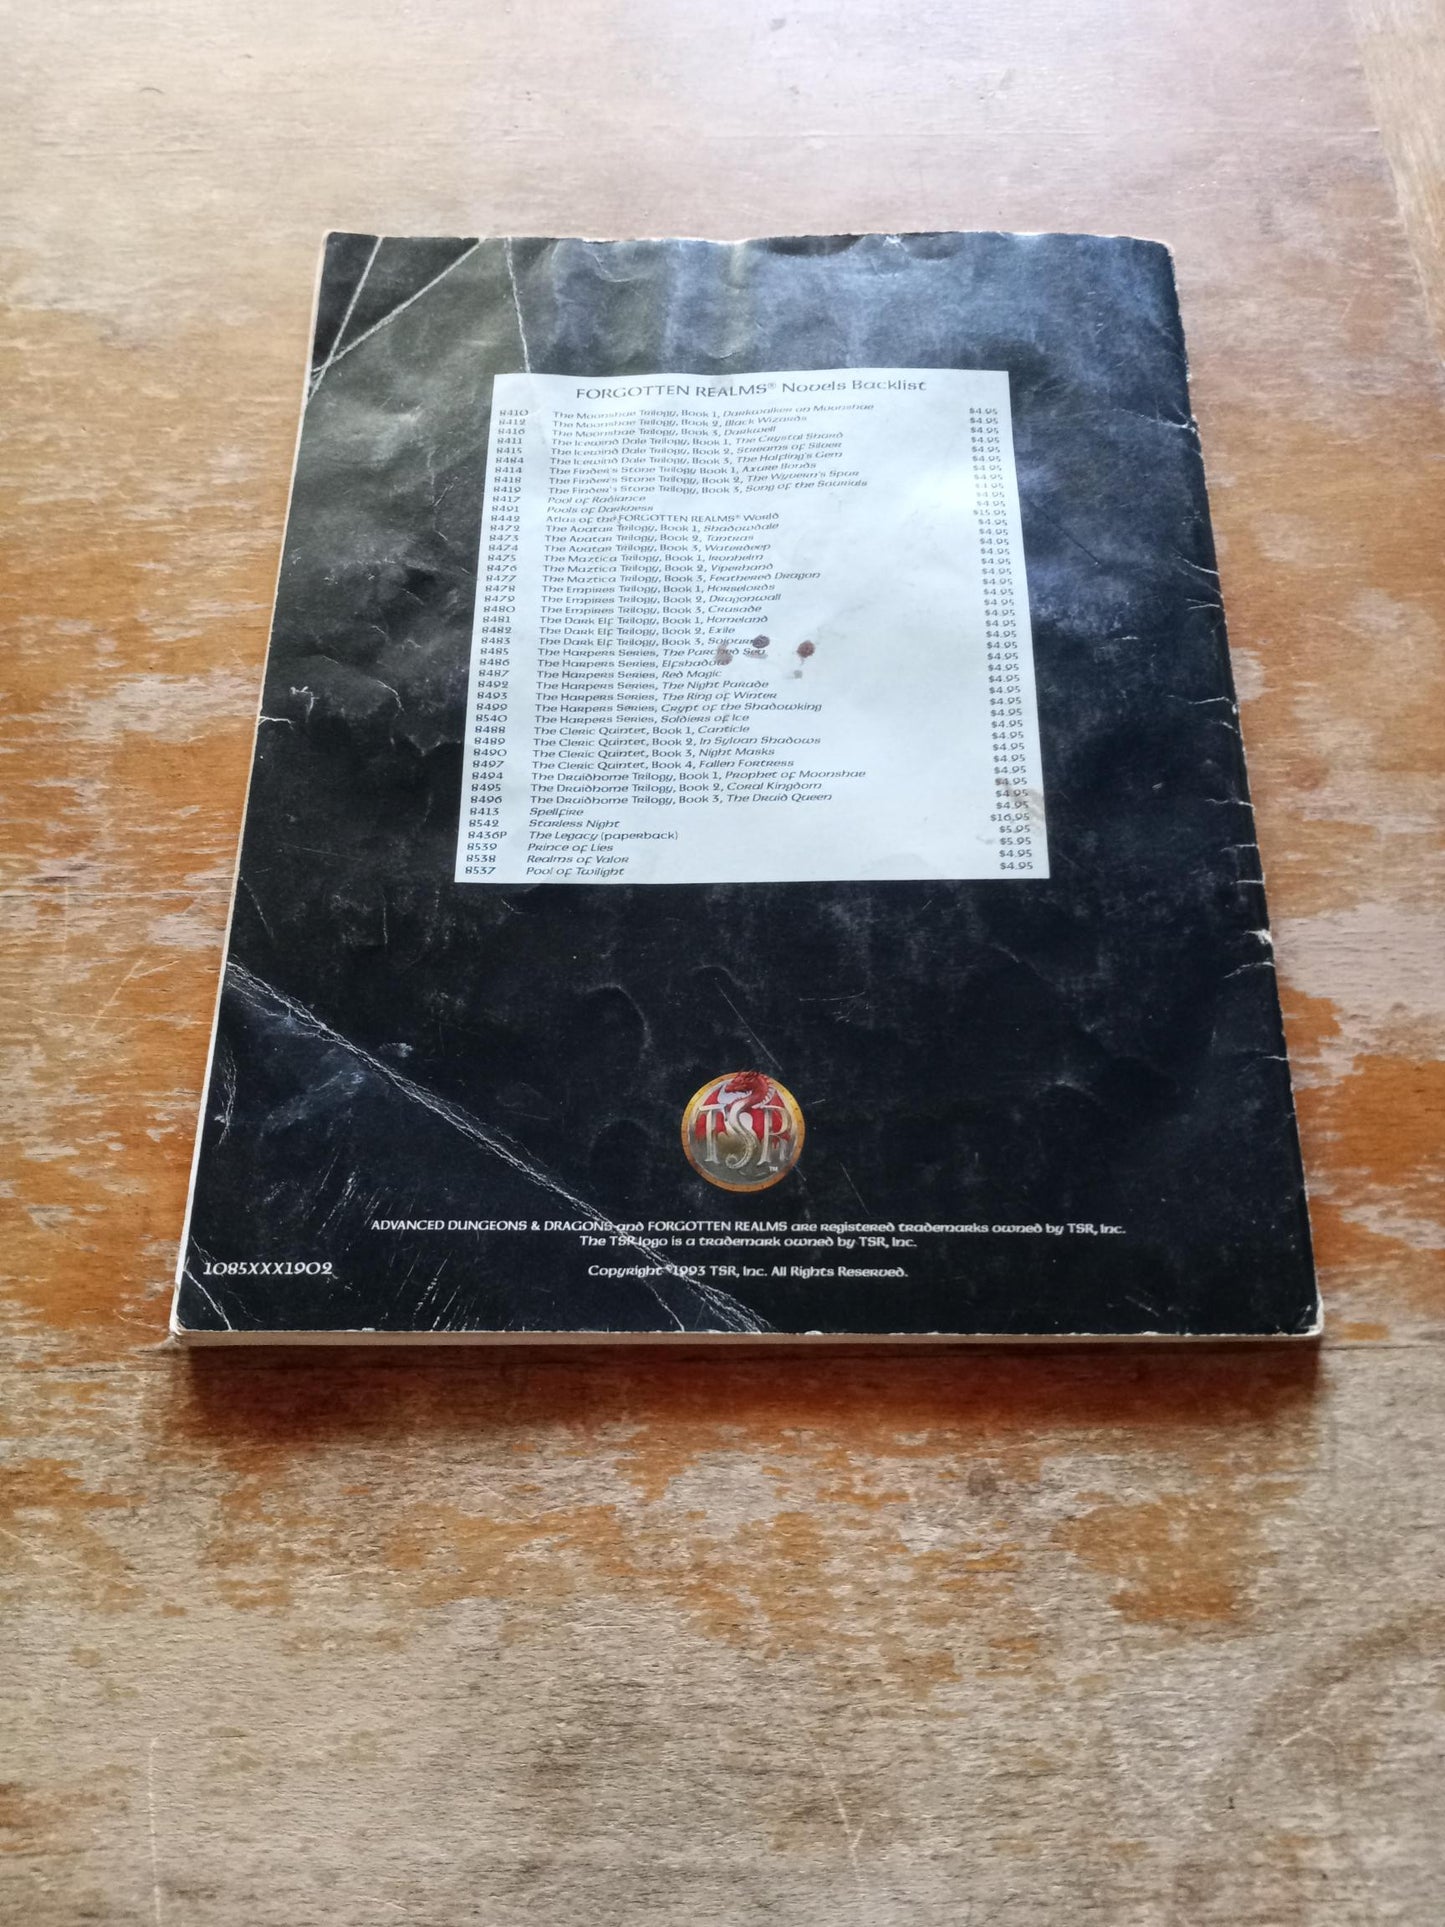 FORGOTTEN REALMS® Novels Backlist
8410 The Moonshae Trilogy, Book 1, Darkwalker on Moonshae $4.95
8412 The Moonshae Trilogy, Book 2, Black Wizards $4.95
8416 The Moonshae Trilogy, Book 3, Darkwell $4.95
8411 The Icewind Dale Trilogy, Book 1, The Crystal Shard $4.95
8415 The Icewind Dale Trilogy, Book 2, Streams of Silver $4.95
8484 The Icewind Dale Trilogy, Book 3, The Halfling's Gem $4.95
8414 The Finder's Stone Trilogy Book 1, Azure Bonds $4.95
8418 The Finder's Stone Trilogy, Book 2, The Wyvern's Spur $4.95
8419 The Finder's Stone Trilogy, Book 3, Song of the Saurials $4.95
8417 Pool of Radiance $4.95
8491 Pools of Darkness $4.95
8442 Atlas of the FORGOTTEN REALMS® World $15.95
8472 The Avatar Trilogy, Book 1, Shadowdale $4.95
8473 The Avatar Trilogy, Book 2, Tantras $4.95
8474 The Avatar Trilogy, Book 3, Waterdeep $4.95
8475 The Maztica Trilogy, Book 1, Ironhelm $4.95
8476 The Maztica Trilogy, Book 2, Viperhand $4.95
8477 The Maztica Trilogy, Book 3, Feathered Dragon $4.95
8478 The Empires Trilogy, Book 1, Horselords $4.95
8479 The Empires Trilogy, Book 2, Dragonwall $4.95
8480 The Empires Trilogy, Book 3, Crusade $4.95
8481 The Dark Elf Trilogy, Book 1, Homeland $4.95
8482 The Dark Elf Trilogy, Book 2, Exile $4.95
8483 The Dark Elf Trilogy, Book 3, Sojourn $4.95
8485 The Harpers Series, The Parched Sea $4.95
8486 The Harpers Series, Elfshadow $4.95
8487 The Harpers Series, Red Magic $4.95
8492 The Harpers Series, The Night Parade $4.95
8493 The Harpers Series, The Ring of Winter $4.95
8499 The Harpers Series, Crypt of the Shadowking $4.95
8540 The Harpers Series, Soldiers of Ice $4.95
8488 The Cleric Quintet, Book 1, Canticle $4.95
8489 The Cleric Quintet, Book 2, In Sylvan Shadows $4.95
8490 The Cleric Quintet, Book 3, Night Masks $4.95
8497 The Cleric Quintet, Book 4, Fallen Fortress $4.95
8494 The Druidhome Trilogy, Book 1, Prophet of Moonshae $4.95
8495 The Druidhome Trilogy, Book 2, Coral Kingdom $4.95
8496 The Druidhome Trilogy, Book 3, The Druid Queen $4.95
8413 Spellfire $4.95
8542 Starless Night $16.95
8436P The Legacy (paperback) $5.95
8539 Prince of Lies $5.95
8538 Realms of Valor $4.95
8537 Pool of Twilight $4.95
TSR
TM
ADVANCED DUNGEONS & DRAGONS and FORGOTTEN REALMS are registered trademarks owned by TSR, Inc.
The TSR logo is a trademark owned by TSR, Inc.
1085XXX1902
Copyright ©1993 TSR, Inc. All Rights Reserved.